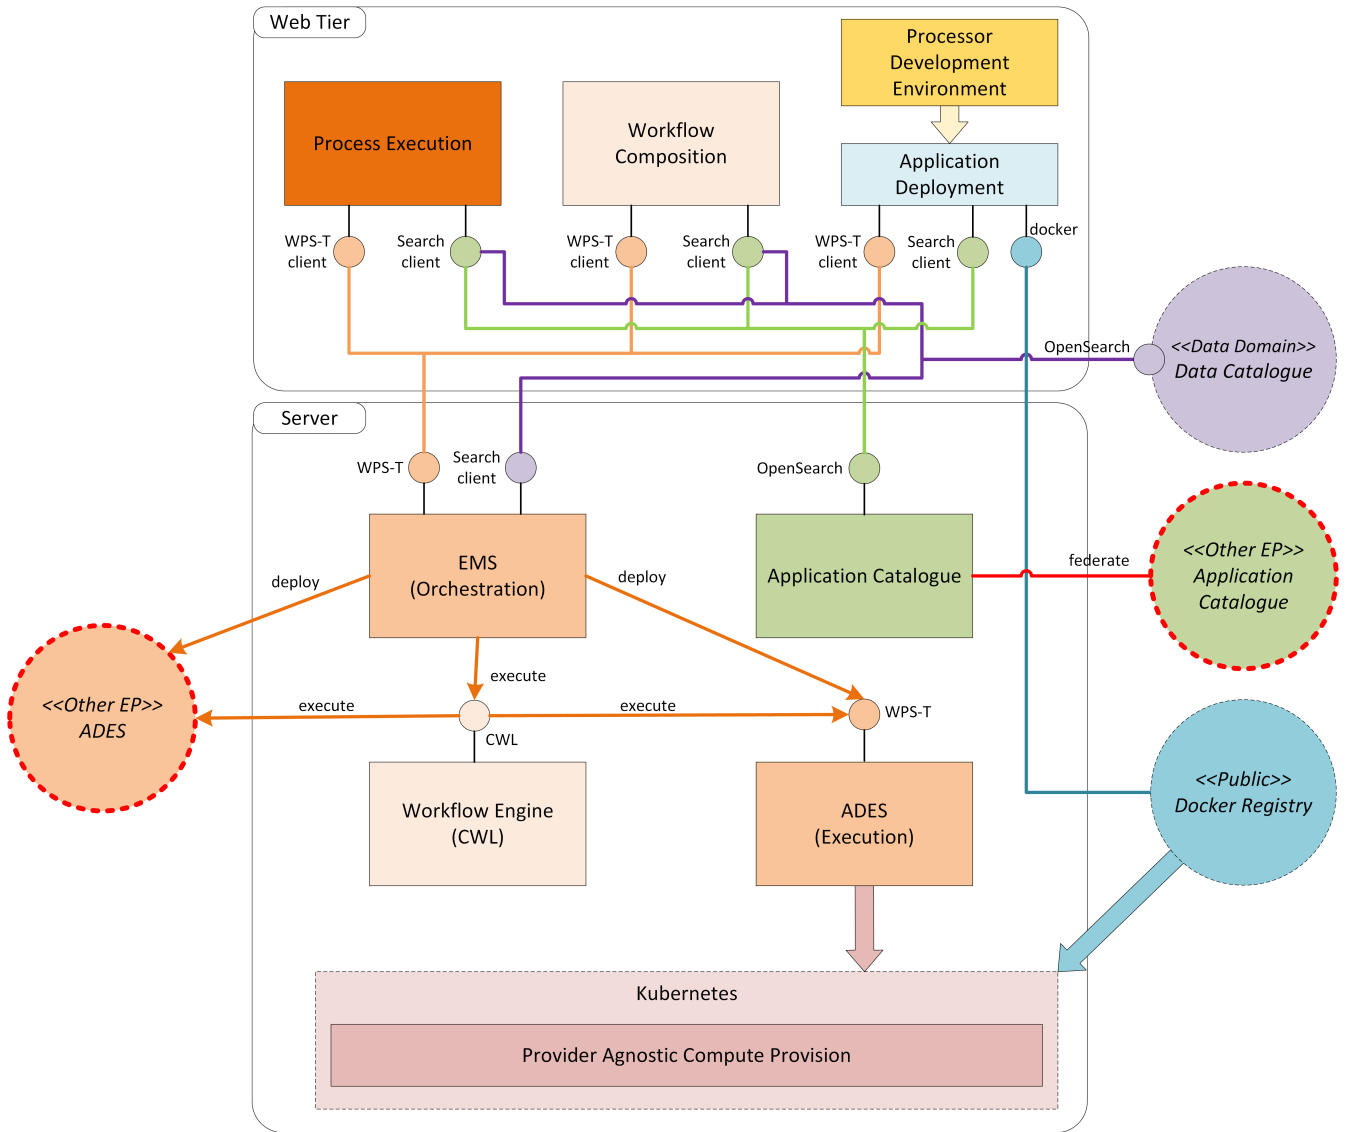 Web Tier
Processor
Development
Environment
Process Execution
Workflow
Composition
Application
Deployment
WPS-T
client
Search
client
WPS-T
client
Search
client
WPS-T
client
Search
client
docker
OpenSearch
<<Data Domain>>
Data Catalogue
Server
WPS-T
Search
client
OpenSearch
EMS
(Orchestration)
Application Catalogue
federate
<<Other EP>>
Application
Catalogue
deploy
deploy
execute
<<Other EP>>
ADES
execute
execute
WPS-T
CWL
Workflow Engine
(CWL)
ADES
(Execution)
<<Public>>
Docker Registry
Kubernetes
Provider Agnostic Compute Provision